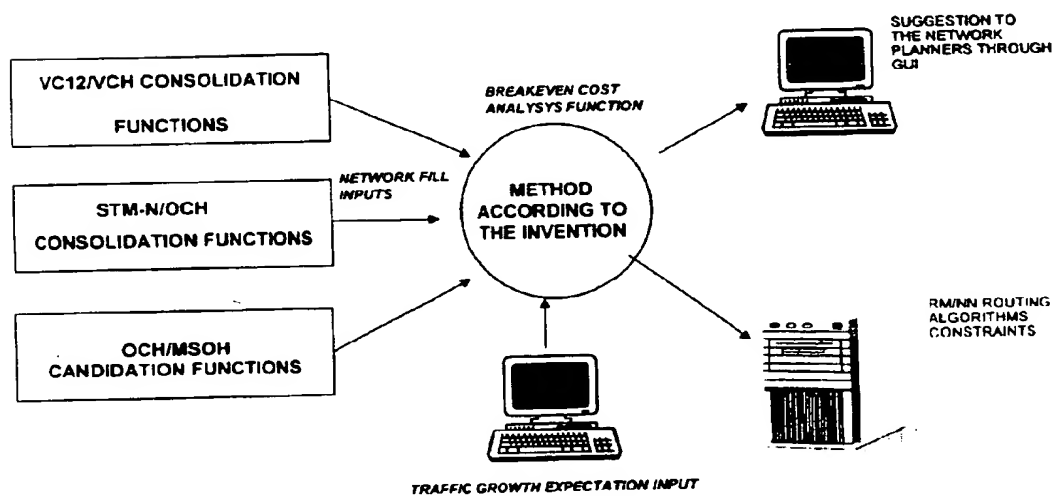 VC12/VCH CONSOLIDATION
FUNCTIONS
STM-N/OCH
CONSOLIDATION FUNCTIONS
OCH/MSOH
CANDIDATION FUNCTIONS
NETWORK FILL
INPUTS
BREAKEVEN COST
ANALYSYS FUNCTION
METHOD
ACCORDING TO
THE INVENTION
SUGGESTION TO
THE NETWORK
PLANNERS THROUGH
GUI
RM/NN ROUTING
ALGORITHMS
CONSTRAINTS
TRAFFIC GROWTH EXPECTATION INPUT